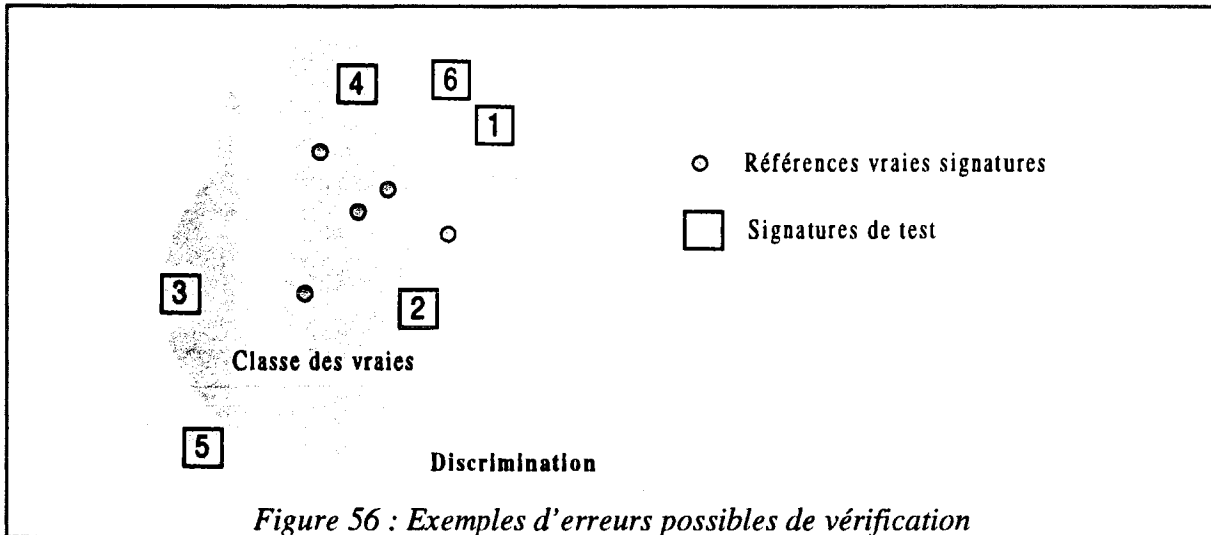 4
6
1
Références vraies signatures
Signatures de test
3
2
Classe des vraies
5
Discrimination
Figure 56 : Exemples d'erreurs possibles de vérification